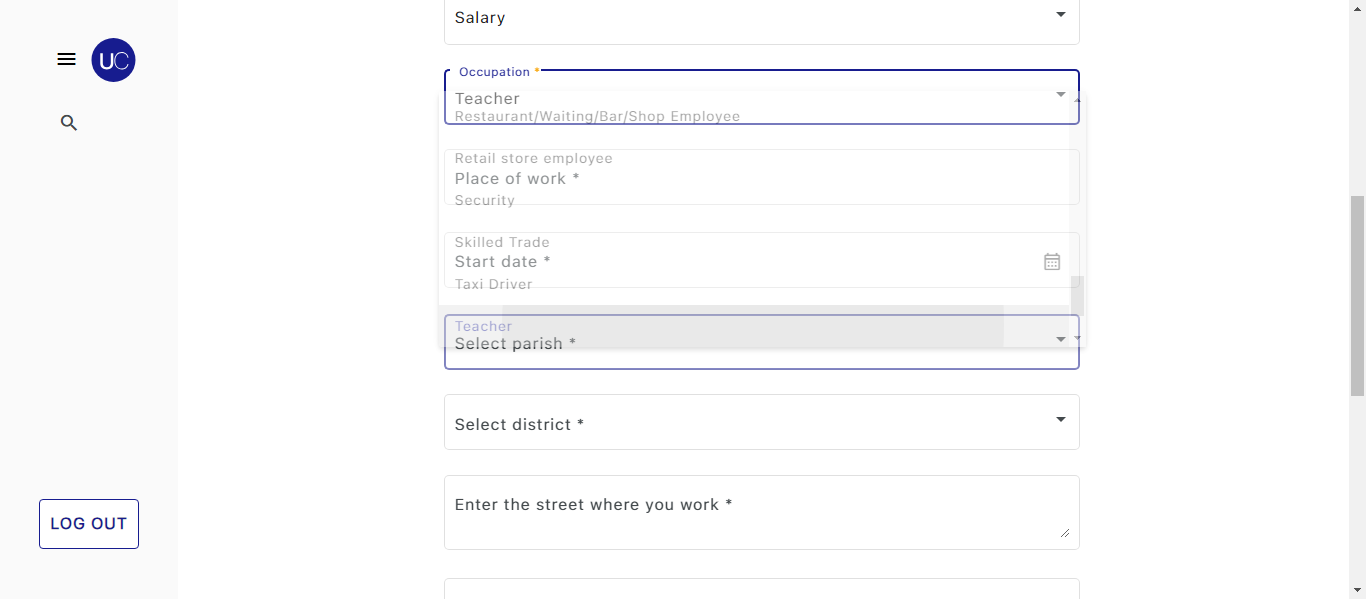 Salary
UC
Occupation *
Teacher
Restaurant/Waiting/Bar/Shop Employee
Retail store employee
Place of work *
Security
Skilled Trade
Start date *
Taxi Driver
Teacher
Select parish *
Select district *
Enter the street where you work *
LOG OUT